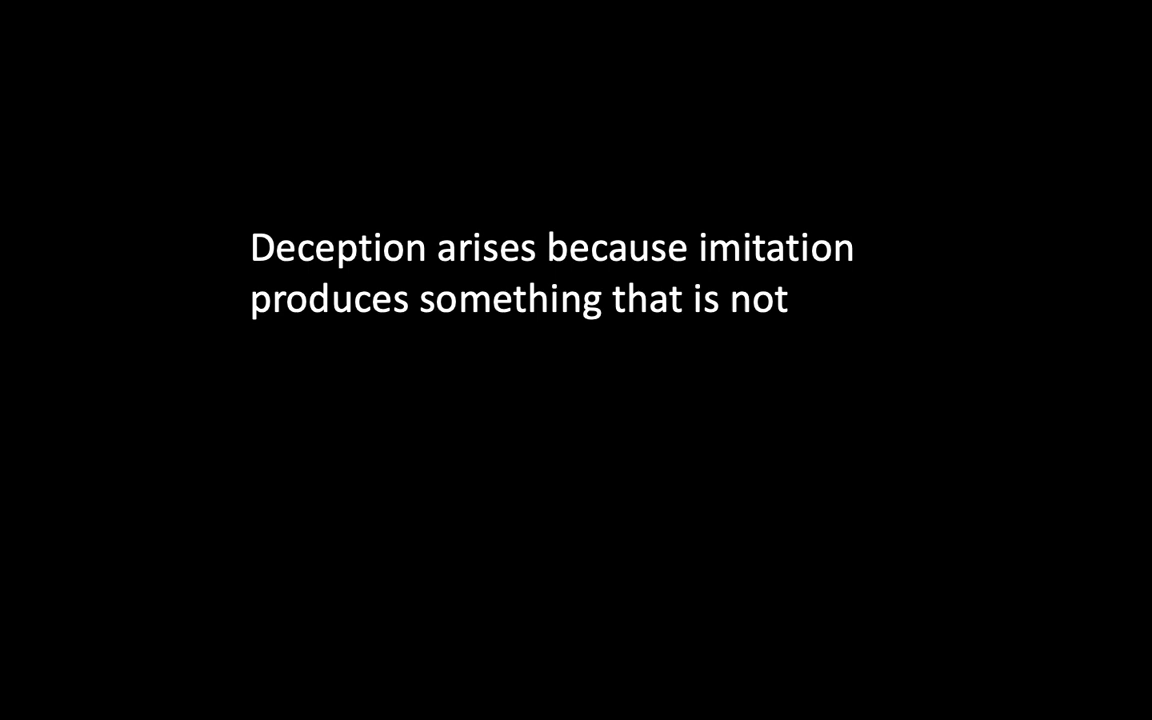 Deception arises because imitation
produces something that is not